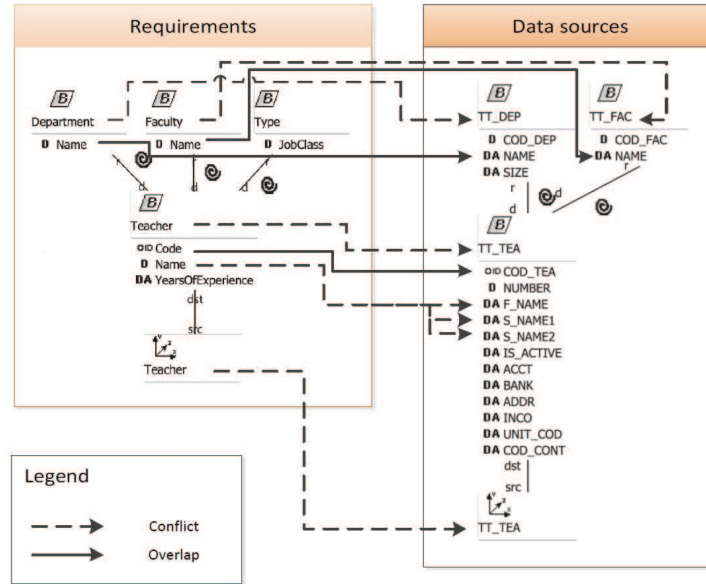 Requirements
Data sources
B
B
B
B
B
Department
Faculty
Type
TT_DEP
TT_FAC
D Name
D Name
D JobClass
D COD_DEP
D COD_FAC
DA NAME
DA NAME
DA SIZE
r
r
r
r
r
d
d
d
d
d
B
B
Teacher
TT_TEA
OID Code
OID COD_TEA
D Name
D NUMBER
DA YearsOfExperience
DA F_NAME
dst
DA S_NAME1
src
DA S_NAME2
DA IS_ACTIVE
Teacher
DA ACCT
DA BANK
DA ADDR
DA INCO
DA UNIT_COD
DA COD_CONT
dst
src
TT_TEA
Legend
Conflict
Overlap